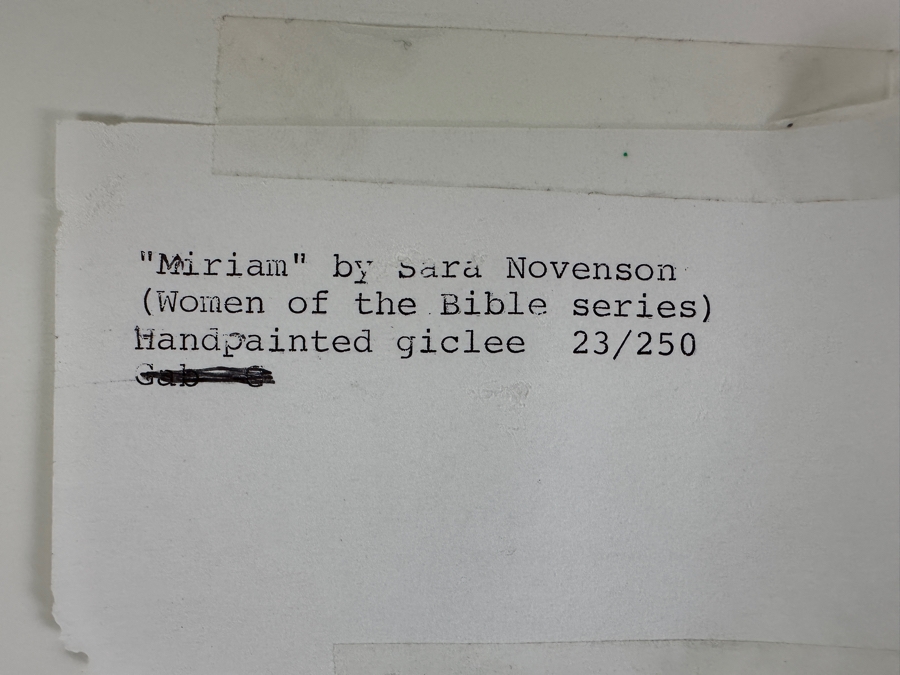 "Miriam" by Sara Novenson
(Women of the Bible series)
Handpainted giclee 23/250